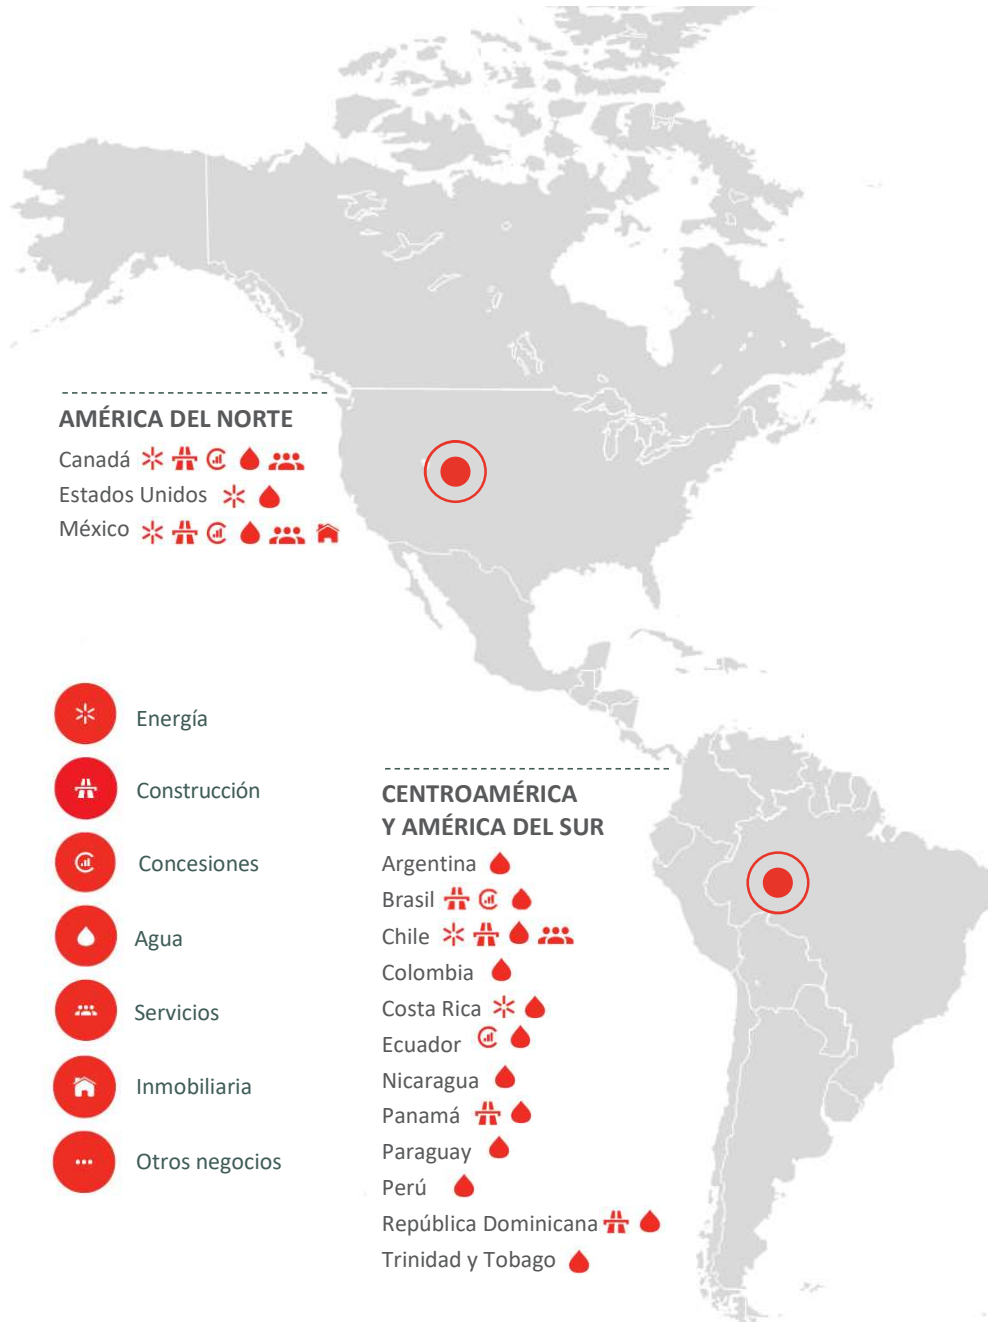 AMÉRICA DEL NORTE
Canadá
Estados Unidos
México
Energía
Construcción
Concesiones
Agua
Servicios
Inmobiliaria
Otros negocios
CENTROAMÉRICA
Y AMÉRICA DEL SUR
Argentina
Brasil
Chile
Colombia
Costa Rica
Ecuador
Nicaragua
Panamá
Paraguay
Perú
República Dominicana
Trinidad y Tobago